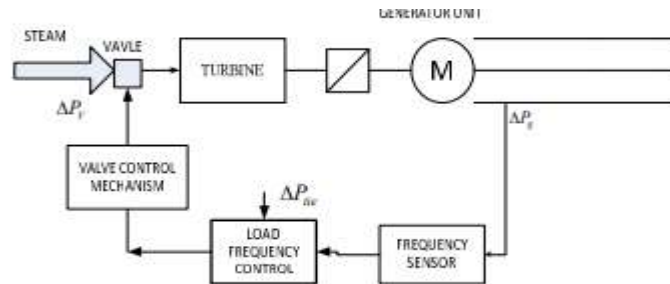 GENERATOR UNIT
STEAM
VAVLE
TURBINE
M
ΔP_v
ΔP_g
VALVE CONTROL
MECHANISM
ΔP_tie
LOAD
FREQUENCY
CONTROL
FREQUENCY
SENSOR